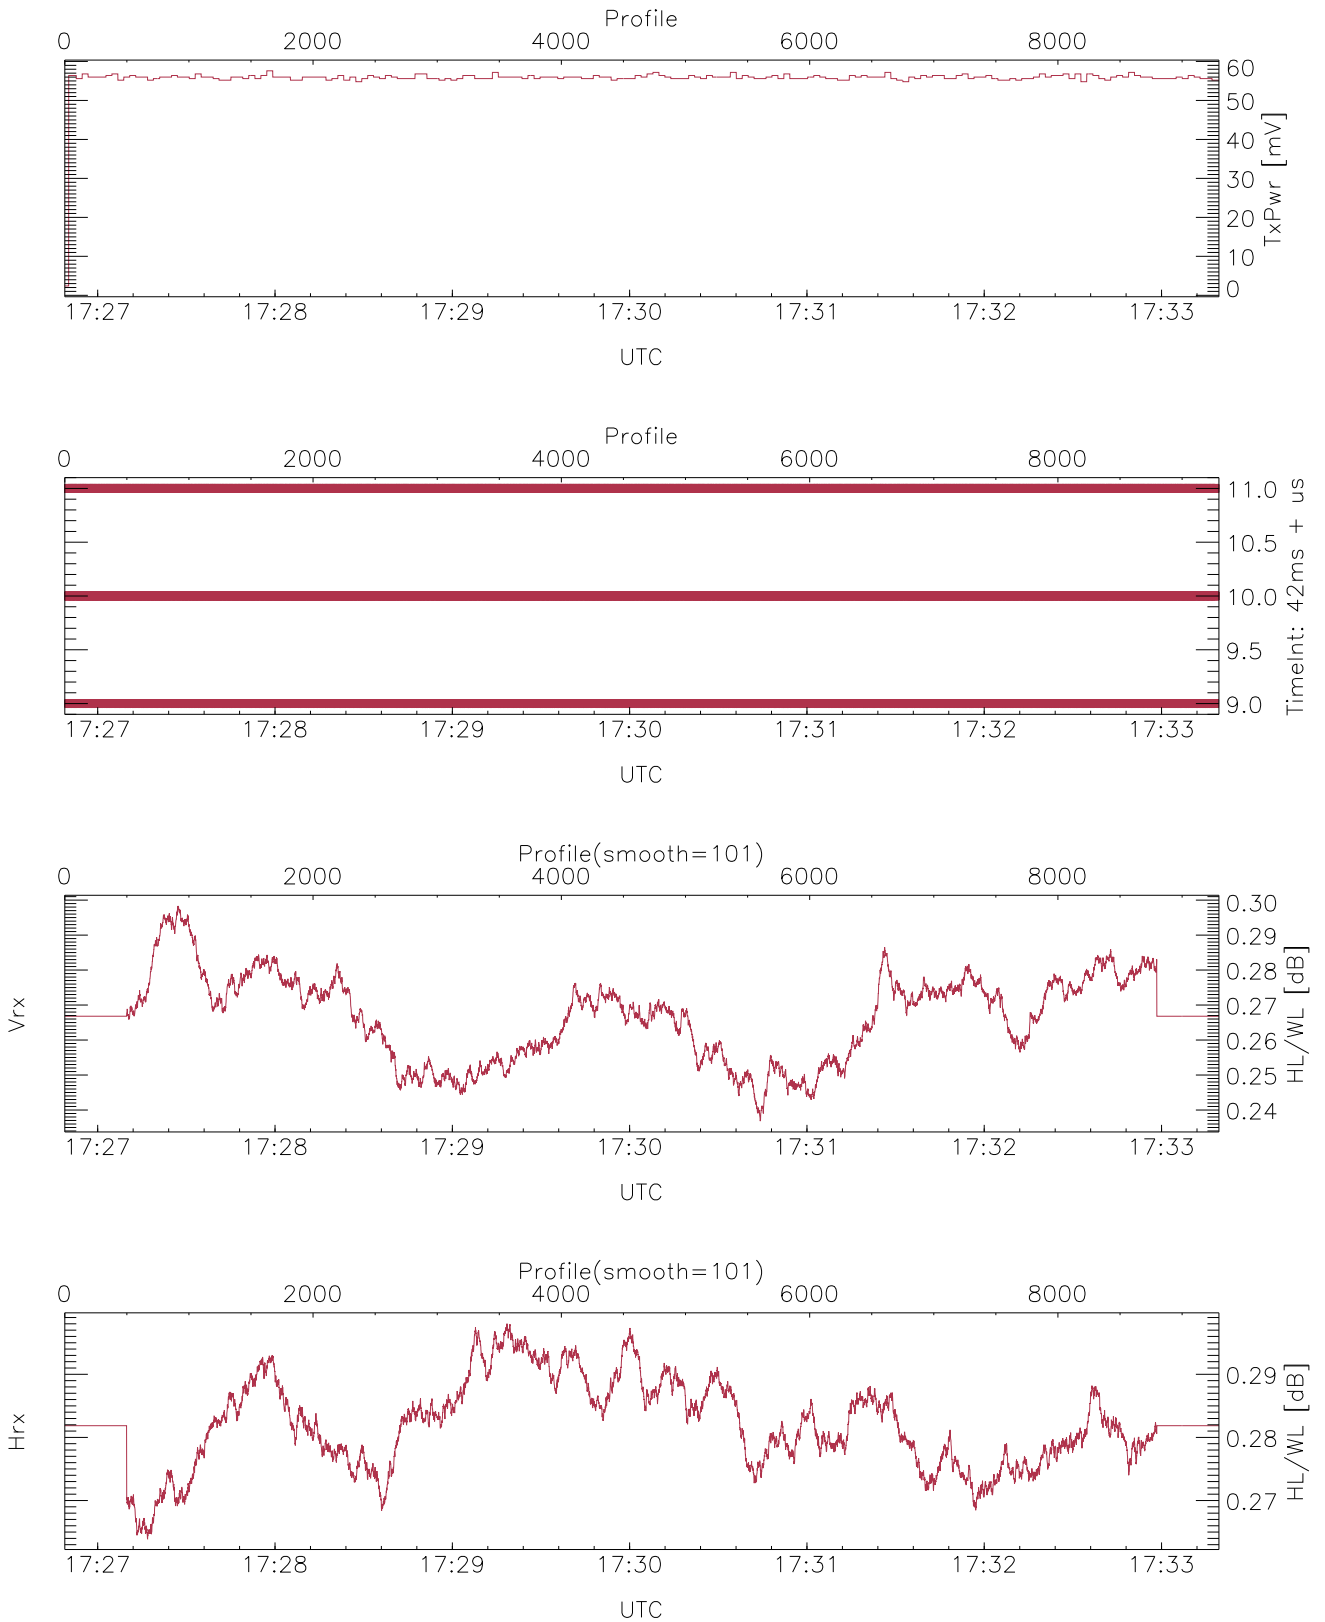 Profile
0 2000 4000 6000 8000
60
50
40
30
20
10
0
TxPwr [mV]
17:27 17:28 17:29 17:30 17:31 17:32 17:33
UTC
Profile
0 2000 4000 6000 8000
11.0
10.5
10.0
9.5
9.0
TimeInt: 42ms + us
17:27 17:28 17:29 17:30 17:31 17:32 17:33
UTC
Profile(smooth=101)
0 2000 4000 6000 8000
Vrx
0.30
0.29
0.28
0.27
0.26
0.25
0.24
HL/WL [dB]
17:27 17:28 17:29 17:30 17:31 17:32 17:33
UTC
Profile(smooth=101)
0 2000 4000 6000 8000
Hrx
0.29
0.28
0.27
HL/WL [dB]
17:27 17:28 17:29 17:30 17:31 17:32 17:33
UTC